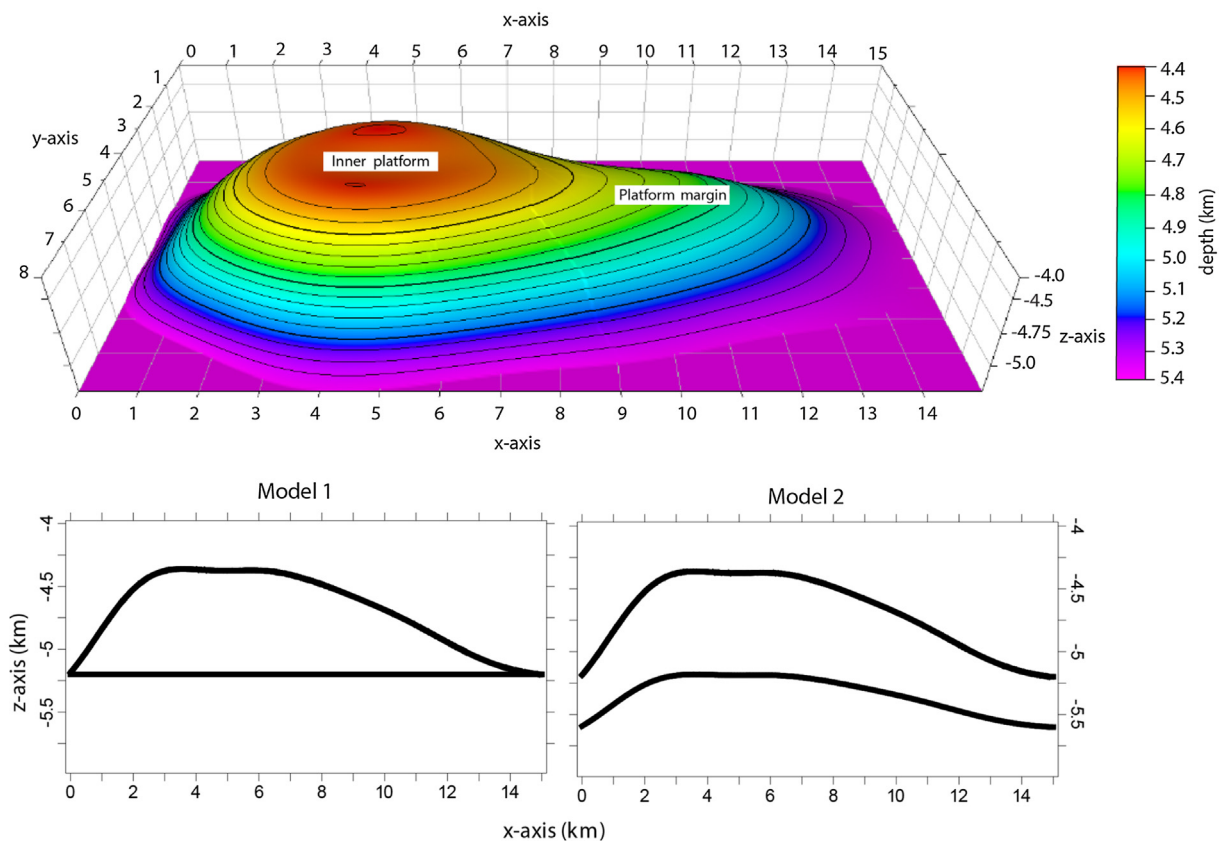 x-axis
0 1 2 3 4 5 6 7 8 9 10 11 12 13 14 15
1
2
3
y-axis
4
5
6
7
8
Inner platform
Platform margin
-4.0
-4.5
-4.75
z-axis
-5.0
0 1 2 3 4 5 6 7 8 9 10 11 12 13 14
x-axis
4.4
4.5
4.6
4.7
4.8
4.9
5.0
5.1
5.2
5.3
5.4
depth (km)
Model 1
-4
-4.5
-5
-5.5
z-axis (km)
0 2 4 6 8 10 12 14
Model 2
-4
-4.5
-5
-5.5
0 2 4 6 8 10 12 14
x-axis (km)